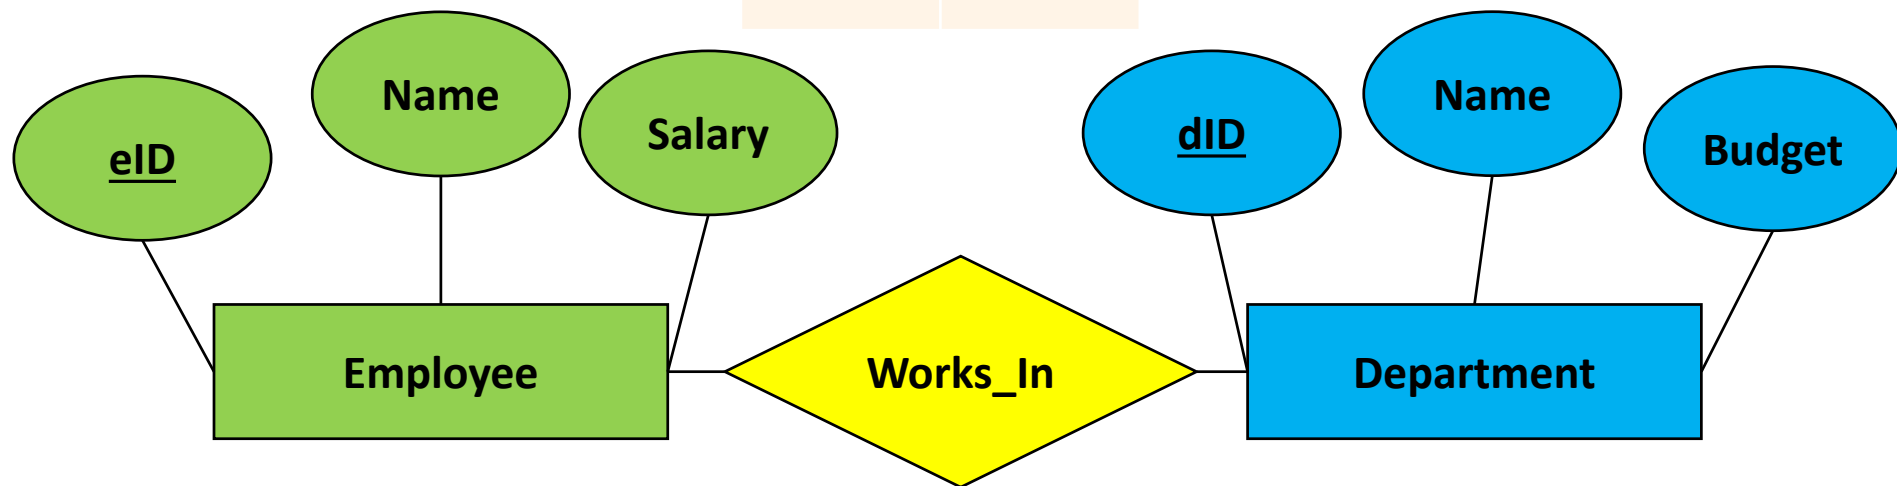 eID
Name
Salary
dID
Name
Budget
Employee
Works_In
Department